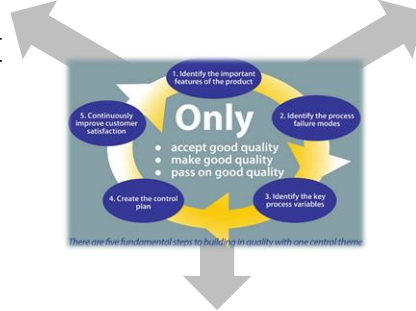 1. Identify the important
features of the product
2. Identify the process
failure modes
3. Identify the key
process variables
4. Create the control
plan
5. Continuously
improve customer
satisfaction
Only
• accept good quality
• make good quality
• pass on good quality
There are five fundamental steps to building in quality with one central theme